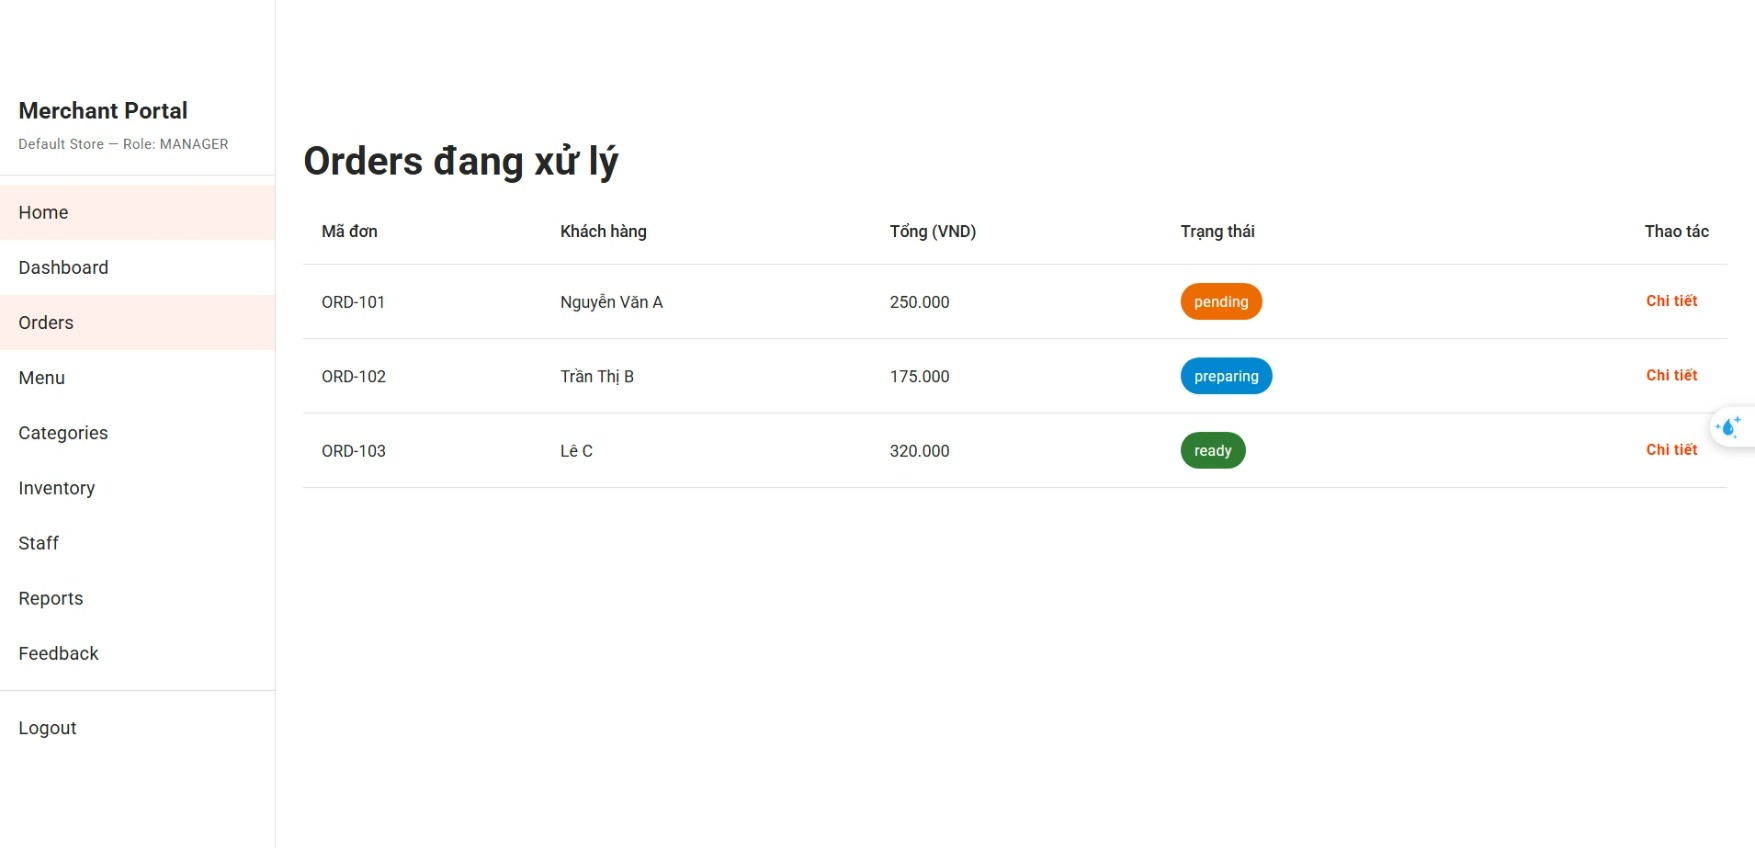 Merchant Portal
Default Store — Role: MANAGER
Home
Dashboard
Orders
Menu
Categories
Inventory
Staff
Reports
Feedback
Logout
Orders đang xử lý
Mã đơn Khách hàng Tổng (VND) Trạng thái Thao tác
ORD-101 Nguyễn Văn A 250.000 pending Chi tiết
ORD-102 Trần Thị B 175.000 preparing Chi tiết
ORD-103 Lê C 320.000 ready Chi tiết